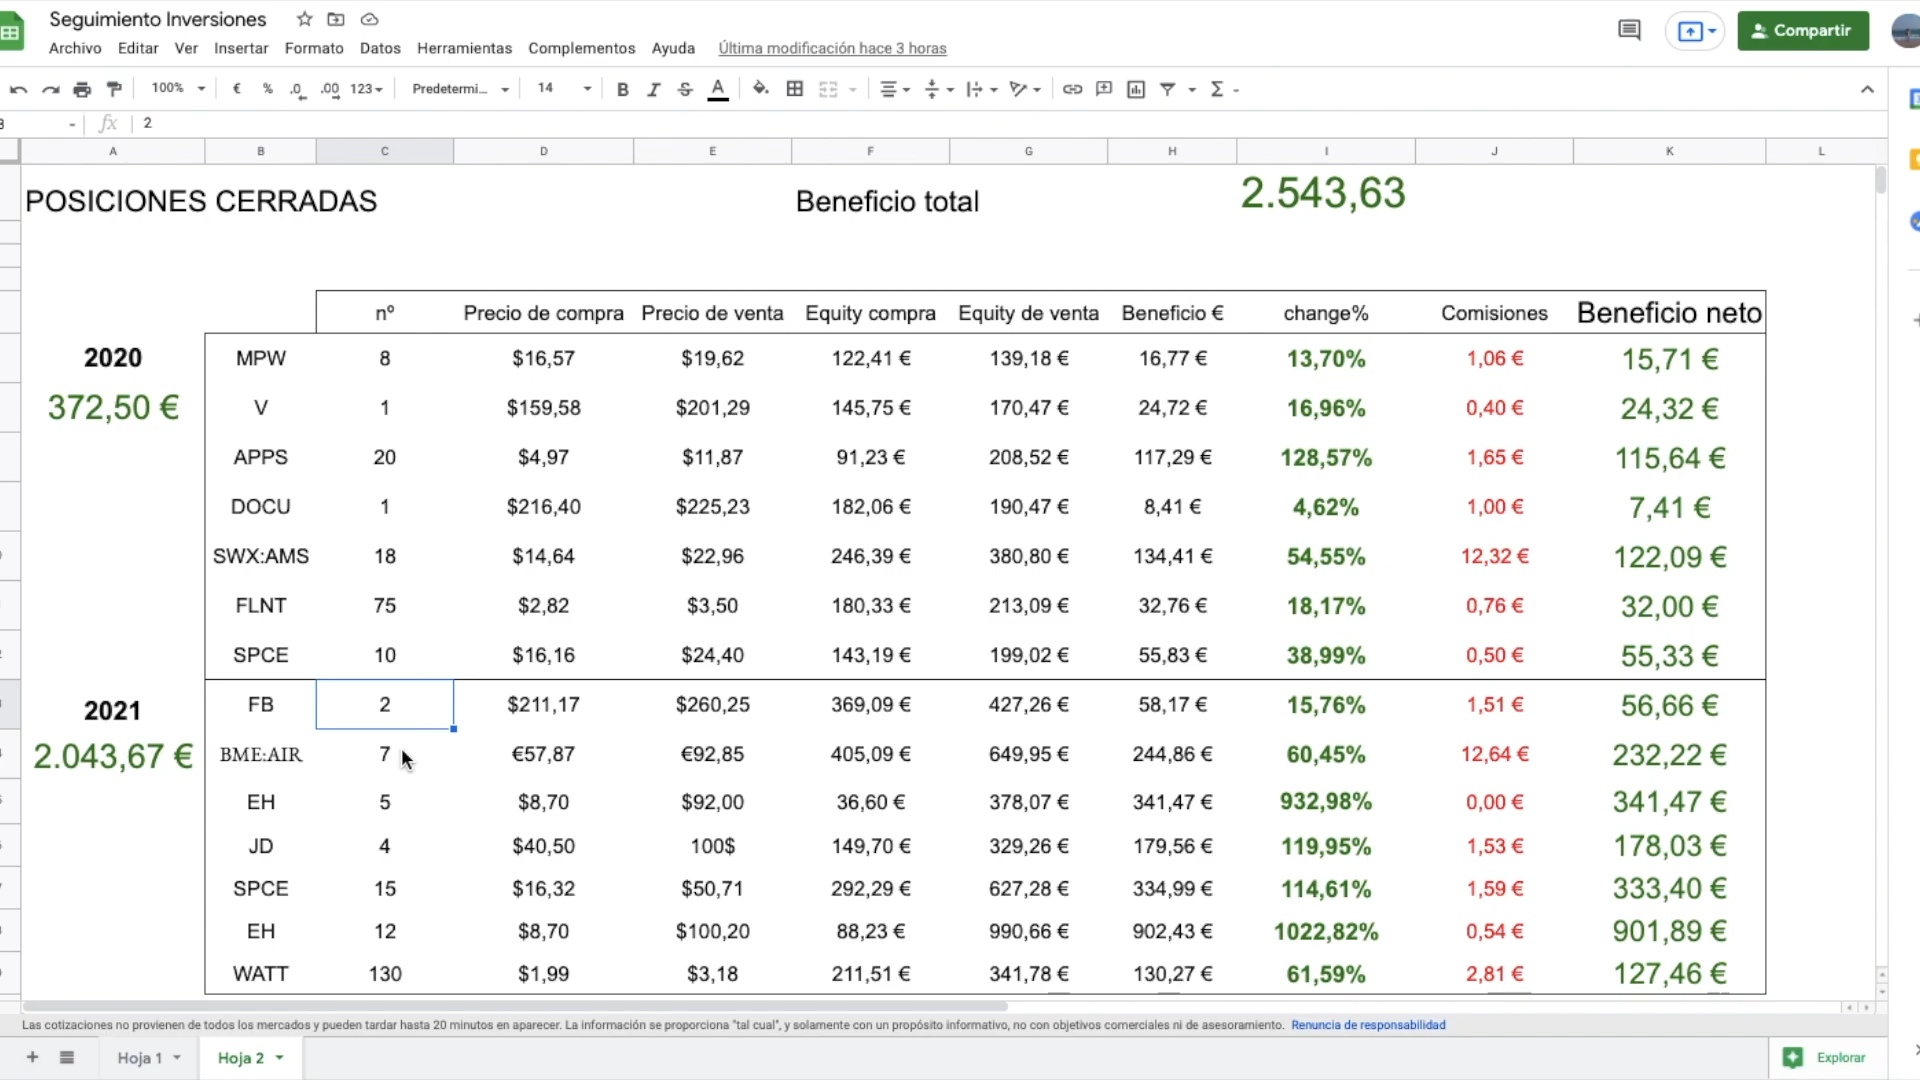 Seguimiento Inversiones
Archivo Editar Ver Insertar Formato Datos Herramientas Complementos Ayuda Última modificación hace 3 horas
Compartir
100% € % .0 .00 123 Predetermi... 14 B I S A Σ
fx 2
A B C D E F G H I J K L
POSICIONES CERRADAS Beneficio total 2.543,63
nº Precio de compra Precio de venta Equity compra Equity de venta Beneficio € change% Comisiones Beneficio neto
2020 MPW 8 $16,57 $19,62 122,41 € 139,18 € 16,77 € 13,70% 1,06 € 15,71 €
372,50 € V 1 $159,58 $201,29 145,75 € 170,47 € 24,72 € 16,96% 0,40 € 24,32 €
APPS 20 $4,97 $11,87 91,23 € 208,52 € 117,29 € 128,57% 1,65 € 115,64 €
DOCU 1 $216,40 $225,23 182,06 € 190,47 € 8,41 € 4,62% 1,00 € 7,41 €
SWX:AMS 18 $14,64 $22,96 246,39 € 380,80 € 134,41 € 54,55% 12,32 € 122,09 €
FLNT 75 $2,82 $3,50 180,33 € 213,09 € 32,76 € 18,17% 0,76 € 32,00 €
SPCE 10 $16,16 $24,40 143,19 € 199,02 € 55,83 € 38,99% 0,50 € 55,33 €
2021 FB 2 $211,17 $260,25 369,09 € 427,26 € 58,17 € 15,76% 1,51 € 56,66 €
2.043,67 € BME:AIR 7 €57,87 €92,85 405,09 € 649,95 € 244,86 € 60,45% 12,64 € 232,22 €
EH 5 $8,70 $92,00 36,60 € 378,07 € 341,47 € 932,98% 0,00 € 341,47 €
JD 4 $40,50 100$ 149,70 € 329,26 € 179,56 € 119,95% 1,53 € 178,03 €
SPCE 15 $16,32 $50,71 292,29 € 627,28 € 334,99 € 114,61% 1,59 € 333,40 €
EH 12 $8,70 $100,20 88,23 € 990,66 € 902,43 € 1022,82% 0,54 € 901,89 €
WATT 130 $1,99 $3,18 211,51 € 341,78 € 130,27 € 61,59% 2,81 € 127,46 €
Las cotizaciones no provienen de todos los mercados y pueden tardar hasta 20 minutos en aparecer. La información se proporciona "tal cual", y solamente con un propósito informativo, no con objetivos comerciales ni de asesoramiento. Renuncia de responsabilidad
Hoja 1 Hoja 2 Explorar